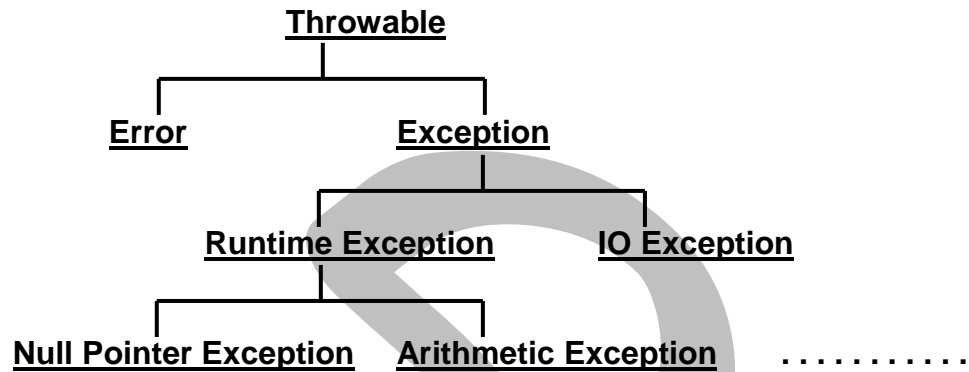 Throwable
Error Exception
Runtime Exception IO Exception
Null Pointer Exception Arithmetic Exception . . . . . . . . . . .